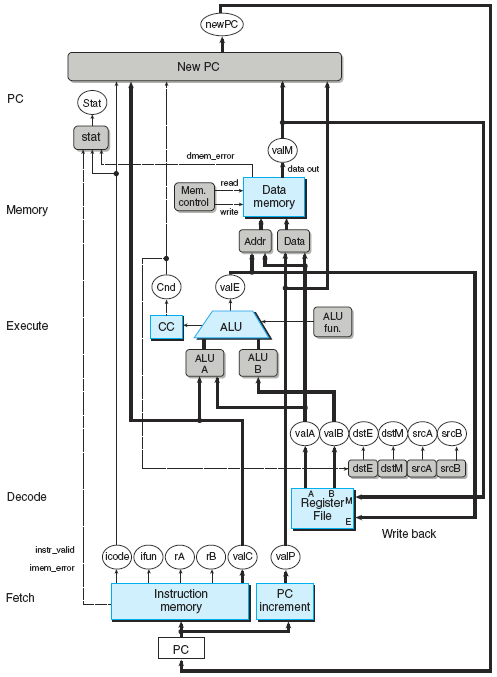 newPC
New PC
PC
Stat
stat
valM
dmem_error
data out
Memory
Mem.
control
read
write
Data
memory
Addr
Data
Cnd
valE
Execute
CC
ALU
ALU
fun.
ALU
A
ALU
B
valA
valB
dstE
dstM
srcA
srcB
dstE
dstM
srcA
srcB
Decode
A
B
M
Register
File
E
Write back
instr_valid
imem_error
icode
ifun
rA
rB
valC
valP
Fetch
Instruction
memory
PC
increment
PC